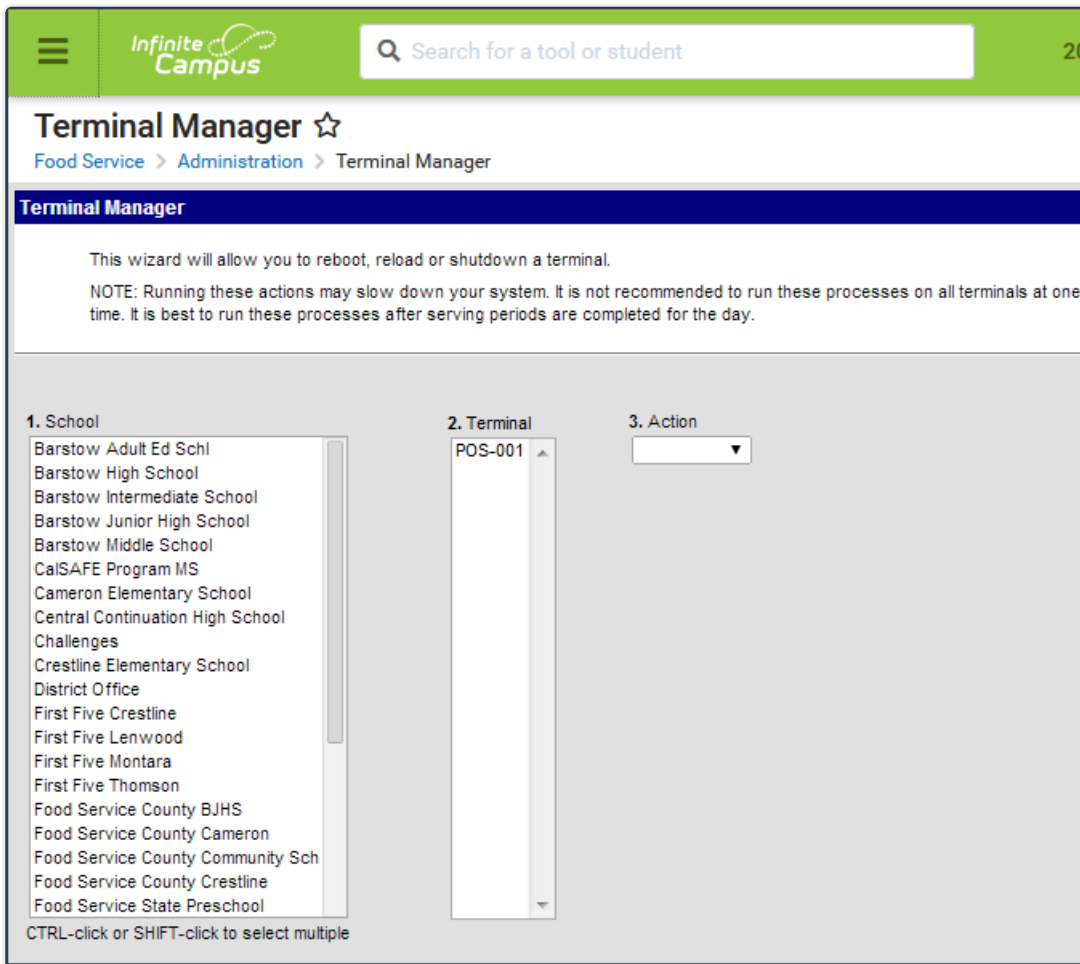 Infinite Campus
Search for a tool or student
20
Terminal Manager
Food Service > Administration > Terminal Manager
Terminal Manager
This wizard will allow you to reboot, reload or shutdown a terminal.
NOTE: Running these actions may slow down your system. It is not recommended to run these processes on all terminals at one
time. It is best to run these processes after serving periods are completed for the day.
1. School
Barstow Adult Ed Schl
Barstow High School
Barstow Intermediate School
Barstow Junior High School
Barstow Middle School
CalSAFE Program MS
Cameron Elementary School
Central Continuation High School
Challenges
Crestline Elementary School
District Office
First Five Crestline
First Five Lenwood
First Five Montara
First Five Thomson
Food Service County BJHS
Food Service County Cameron
Food Service County Community Sch
Food Service County Crestline
Food Service State Preschool
CTRL-click or SHIFT-click to select multiple
2. Terminal
POS-001
3. Action